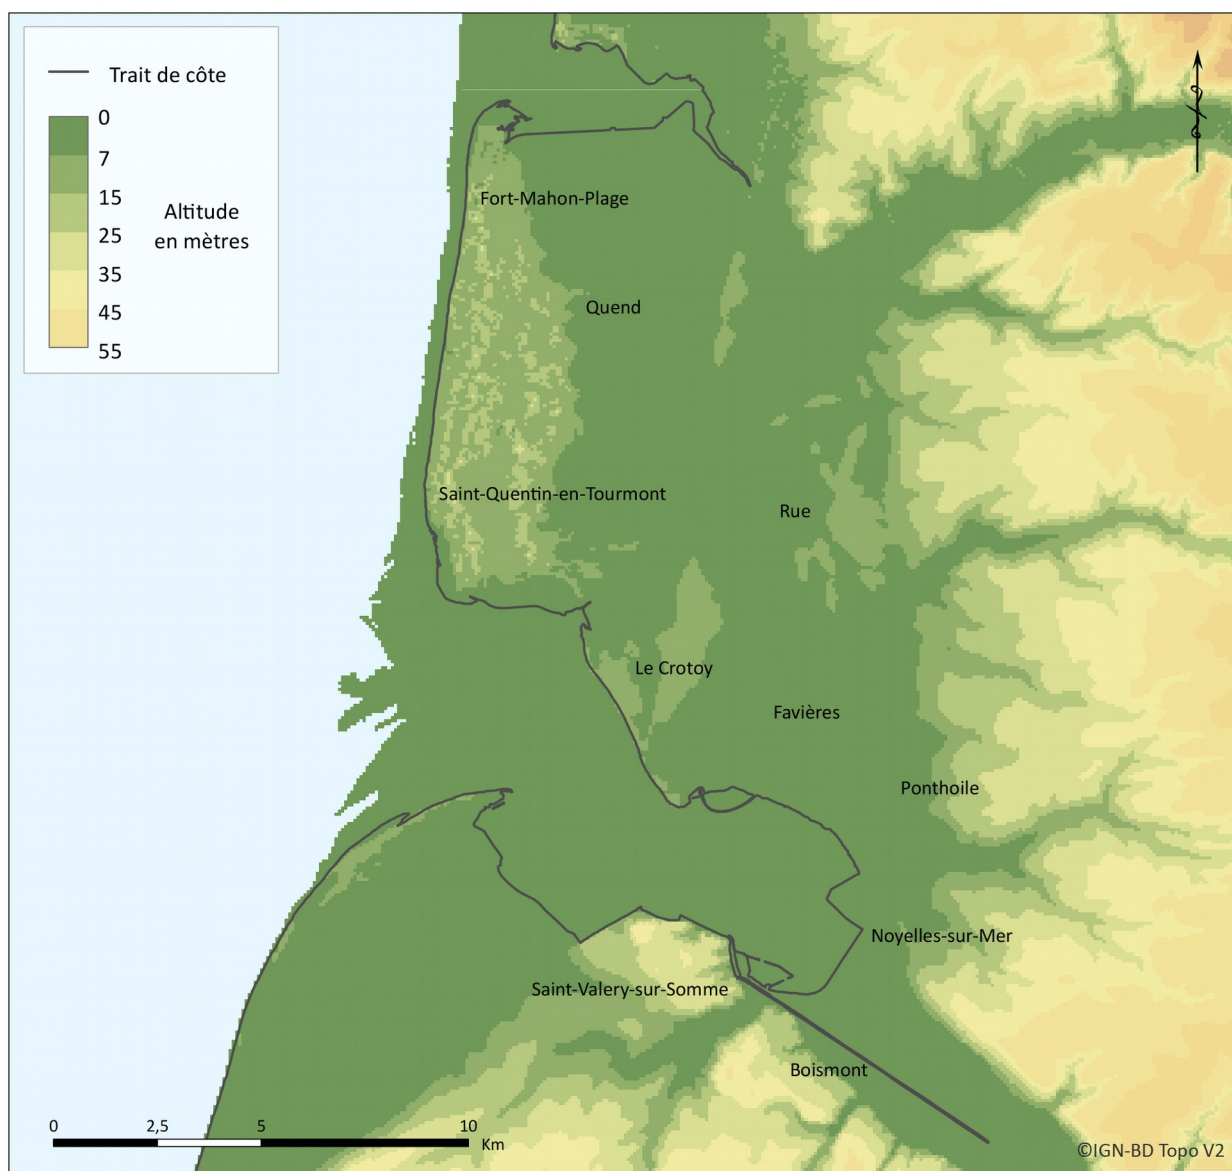 Trait de côte
0
7
15
25
35
45
55
Altitude
en mètres
Fort-Mahon-Plage
Quend
Saint-Quentin-en-Tourmont
Rue
Le Crotoy
Favières
Ponthoile
Noyelles-sur-Mer
Saint-Valery-sur-Somme
Boismont
0 2,5 5 10
Km
©IGN-BD Topo V2